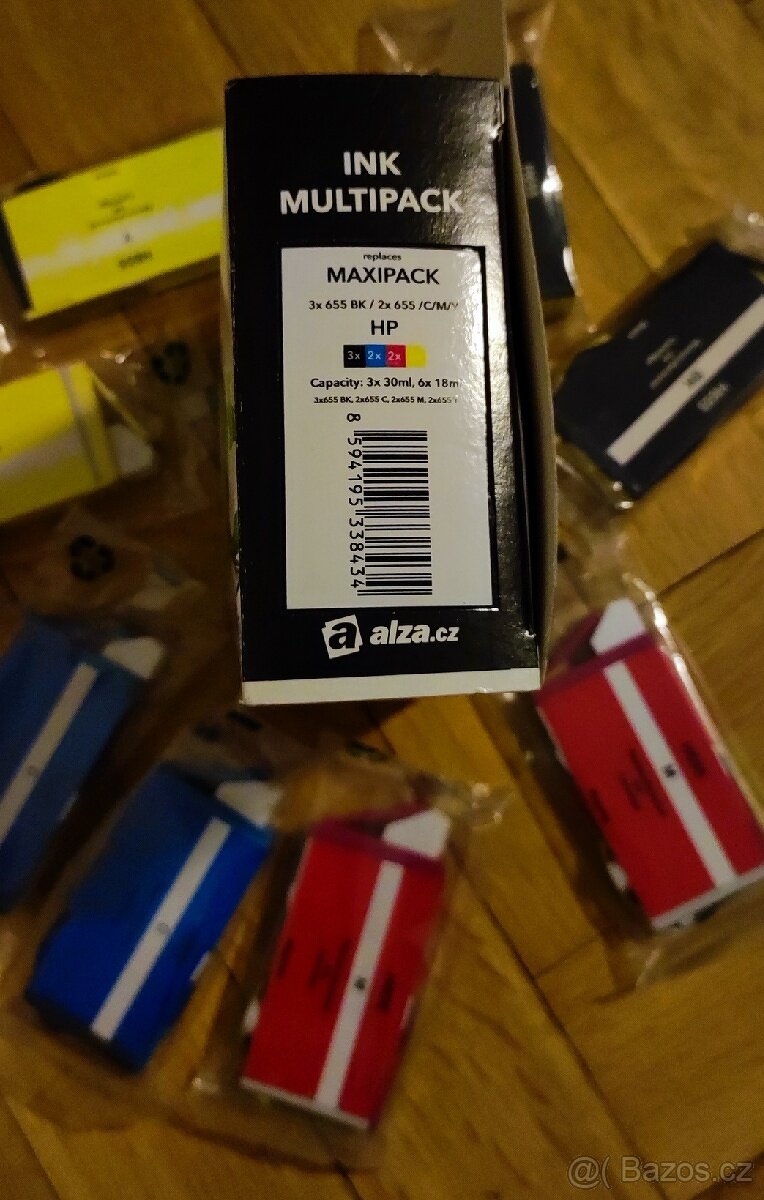 INK
MULTIPACK
replaces
MAXIPACK
3x 655 BK / 2x 655 /C/M/Y
HP
3x 2x 2x
Capacity: 3x 30ml, 6x 18m
3x655 BK, 2x655 C, 2x655 M, 2x655 Y
8 594195 338434
a alza.cz
@( Bazos.cz